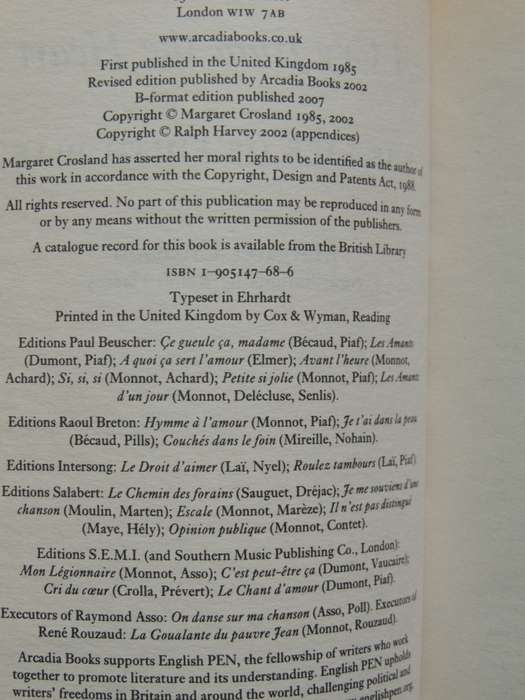 London W1W 7AB
www.arcadiabooks.co.uk
First published in the United Kingdom 1985
Revised edition published by Arcadia Books 2002
B-format edition published 2007
Copyright © Margaret Crosland 1985, 2002
Copyright © Ralph Harvey 2002 (appendices)
Margaret Crosland has asserted her moral rights to be identified as the author of
this work in accordance with the Copyright, Design and Patents Act, 1988.
All rights reserved. No part of this publication may be reproduced in any form
or by any means without the written permission of the publishers.
A catalogue record for this book is available from the British Library
ISBN 1-905147-68-6
Typeset in Ehrhardt
Printed in the United Kingdom by Cox & Wyman, Reading
Editions Paul Beuscher: Çe gueule ça, madame (Bécaud, Piaf); Les Amants
(Dumont, Piaf); A quoi ça sert l'amour (Elmer); Avant l'heure (Monnot,
Achard); Si, si, si (Monnot, Achard); Petite si jolie (Monnot, Piaf); Les Amants
d'un jour (Monnot, Delécluse, Senlis).
Editions Raoul Breton: Hymme à l'amour (Monnot, Piaf); Je t'ai dans la peau
(Bécaud, Pills); Couchés dans le foin (Mireille, Nohain).
Editions Intersong: Le Droit d'aimer (Laï, Nyel); Roulez tambours (Laï, Piaf)
Editions Salabert: Le Chemin des forains (Sauguet, Dréjac); Je me souviens d'une
chanson (Moulin, Marten); Escale (Monnot, Marèze); Il n'est pas distingué
(Maye, Hély); Opinion publique (Monnot, Contet).
Editions S.E.M.I. (and Southern Music Publishing Co., London):
Mon Légionnaire (Monnot, Asso); C'est peut-être ça (Dumont, Vaucaire);
Cri du cœur (Crolla, Prévert); Le Chant d'amour (Dumont, Piaf).
Executors of Raymond Asso: On danse sur ma chanson (Asso, Poll). Executors of
René Rouzaud: La Goualante du pauvre Jean (Monnot, Rouzaud).
Arcadia Books supports English PEN, the fellowship of writers who work
together to promote literature and its understanding. English PEN upholds
writers' freedoms in Britain and around the world, challenging political and
englishpen.org.